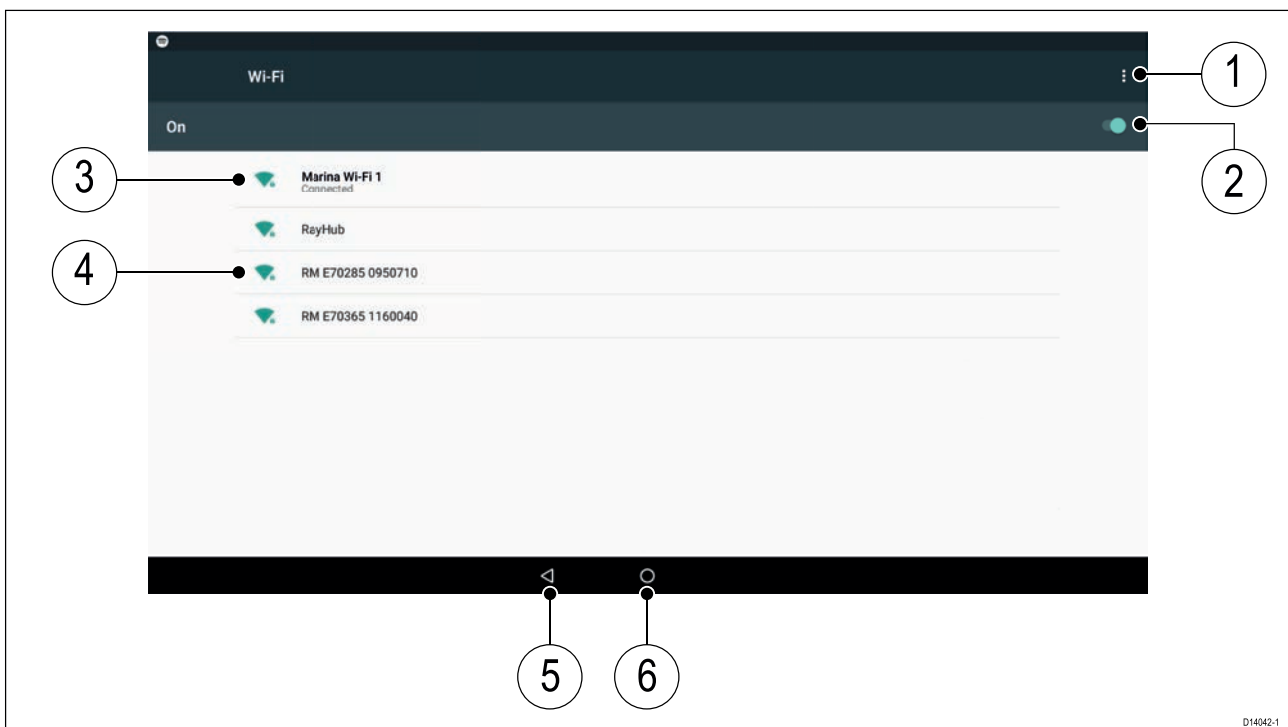 Wi-Fi
1
On
2
3
Marina Wi-Fi 1
Connected
RayHub
4
RM E70285 0950710
RM E70365 1160040
5
6
D14042-1